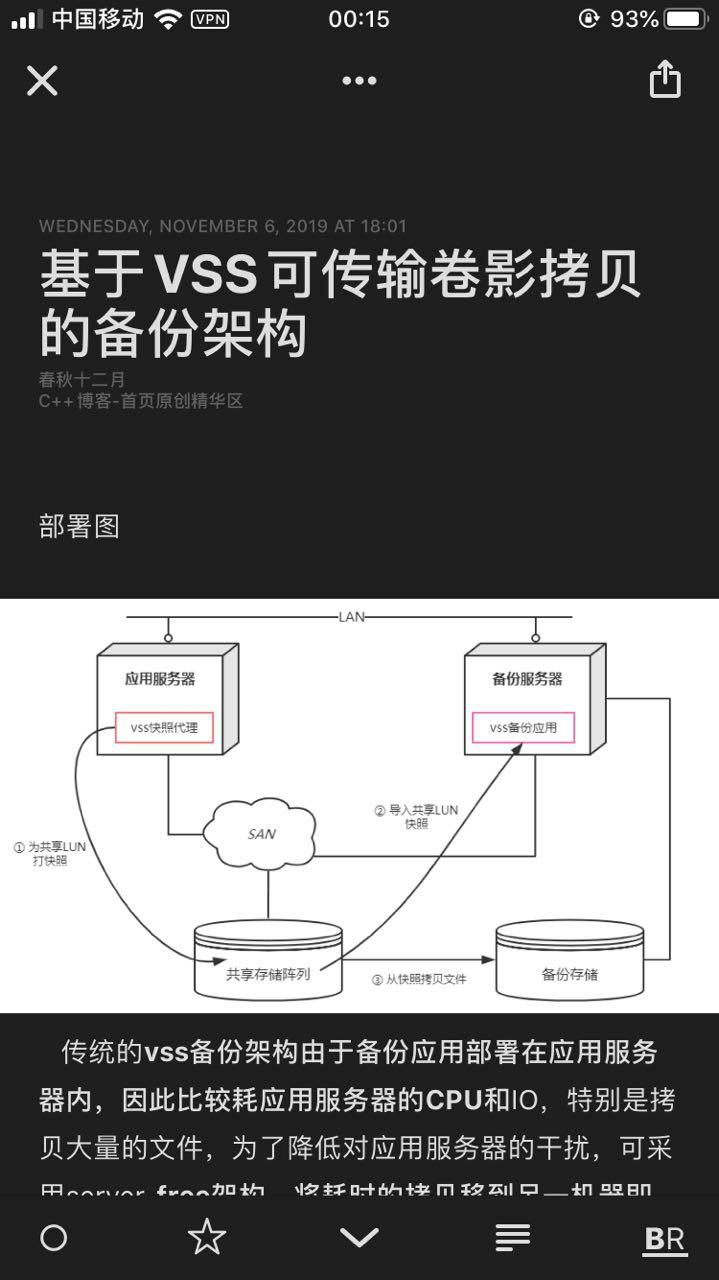 中国移动 VPN 00:15 93%
WEDNESDAY, NOVEMBER 6, 2019 AT 18:01
基于 VSS 可传输卷影拷贝
的备份架构
春秋十二月
C++博客-首页原创精华区
部署图
LAN
应用服务器
备份服务器
vss快照代理
vss备份应用
② 导入共享LUN
快照
SAN
① 为共享LUN
打快照
共享存储阵列
③ 从快照拷贝文件
备份存储
传统的vss备份架构由于备份应用部署在应用服务
器内，因此比较耗应用服务器的CPU和IO，特别是拷
贝大量的文件，为了降低对应用服务器的干扰，可采
用server-free架构，将耗时的拷贝移到另一机器即
BR